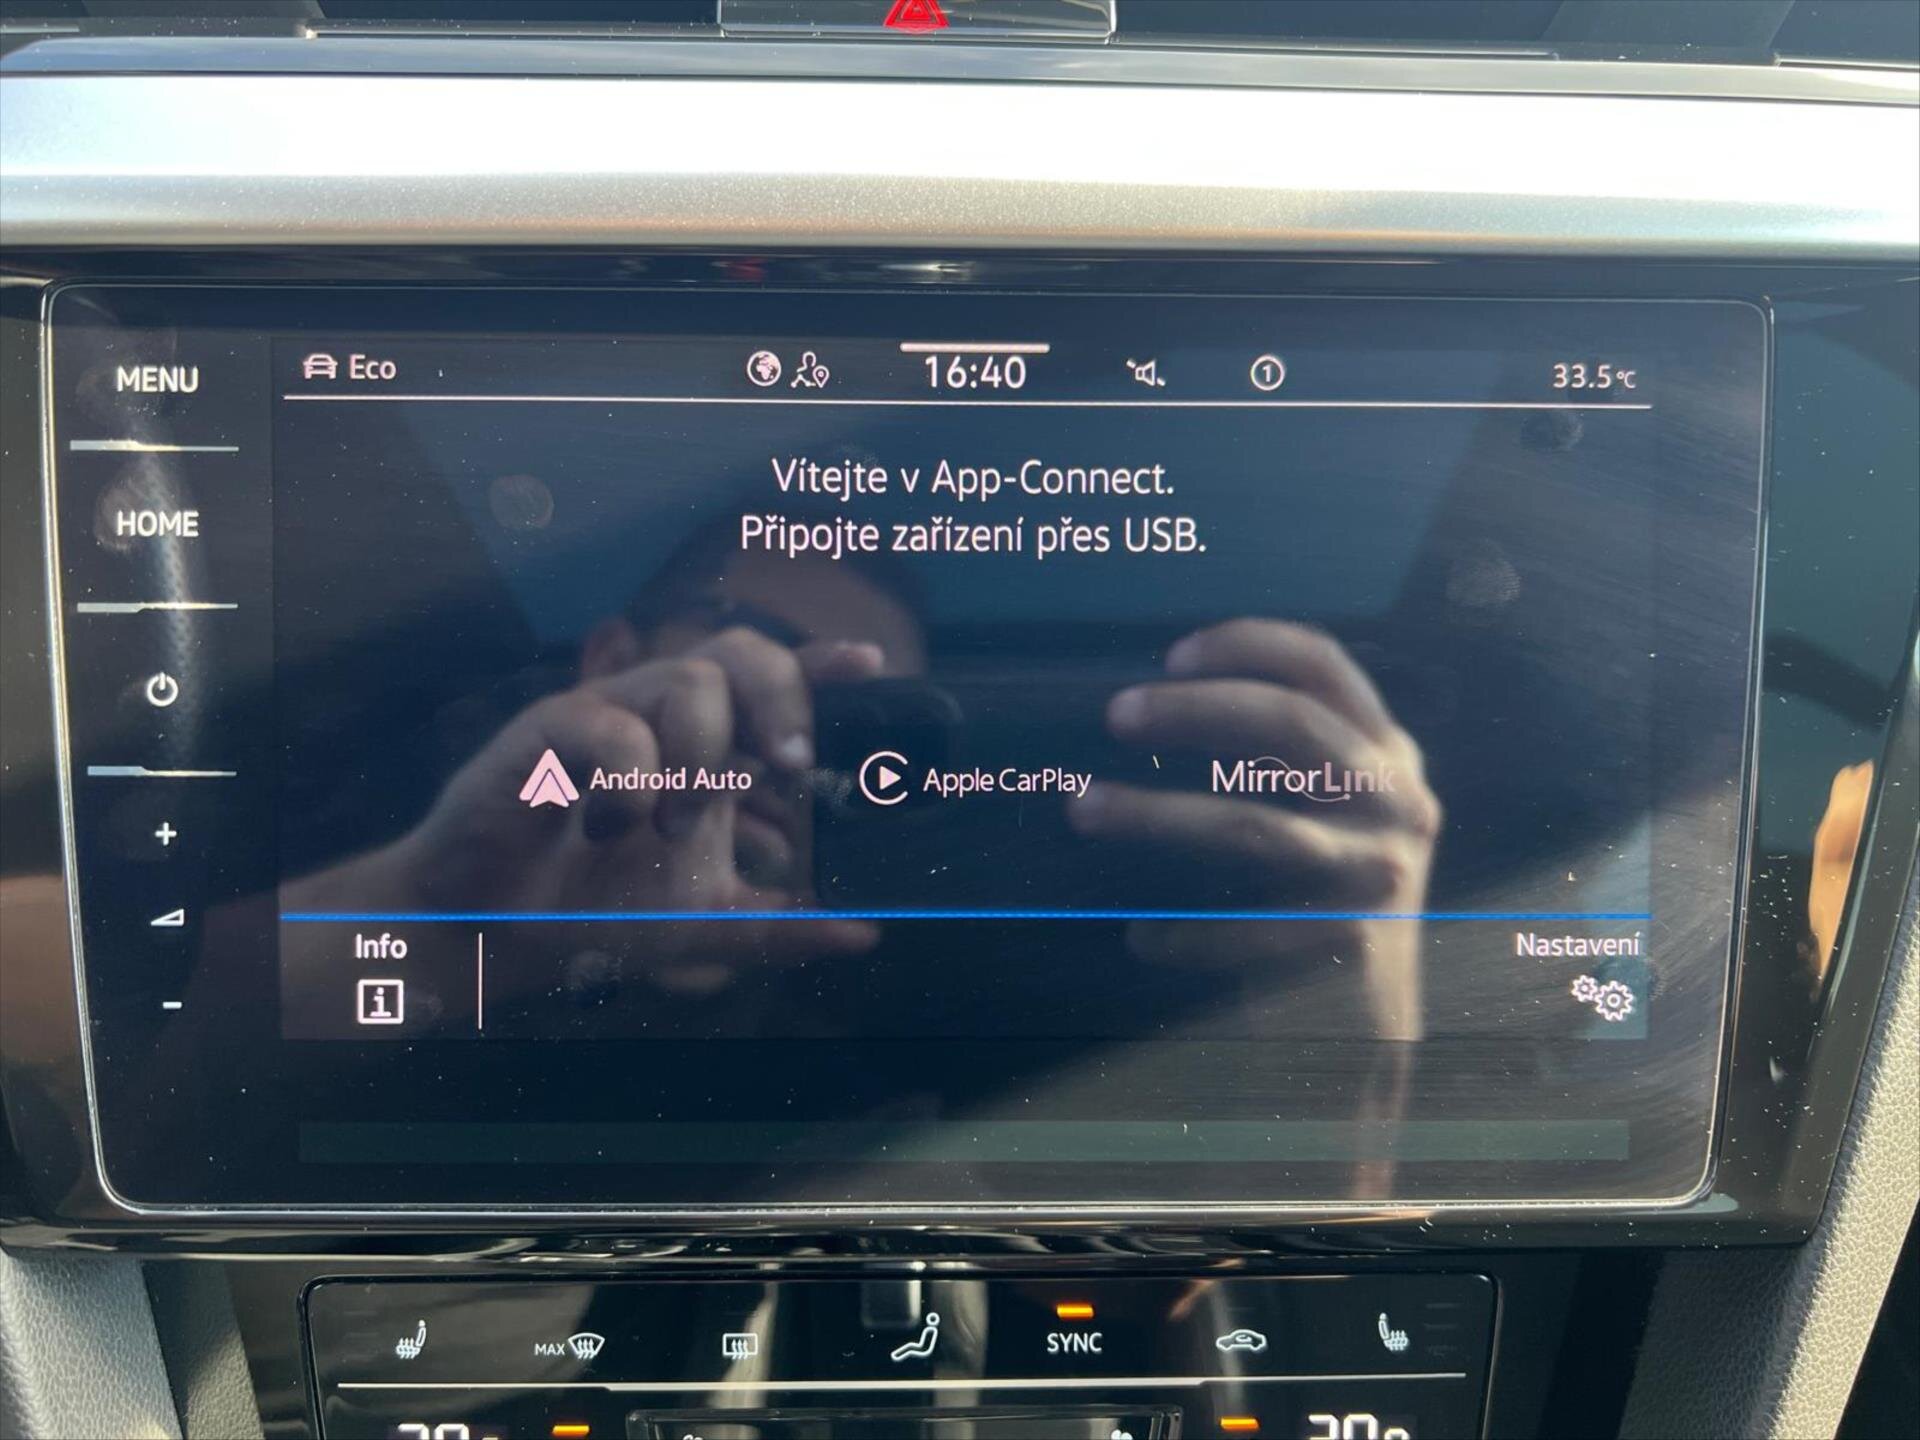 MENU
Eco
16:40
1
33.5°C
Vítejte v App-Connect.
HOME
Připojte zařízení přes USB.
Android Auto
Apple CarPlay
MirrorLink
+
-
Info
i
Nastavení
MAX
SYNC